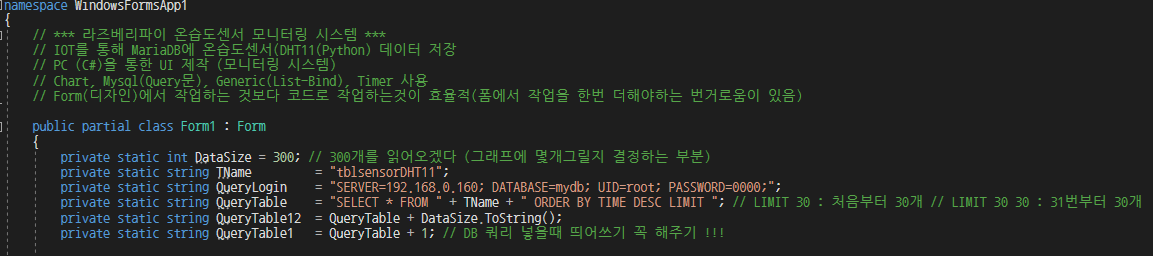 namespace WindowsFormsApp1
{
// *** 라즈베리파이 온습도센서 모니터링 시스템 ***
// IOT를 통해 MariaDB에 온습도센서(DHT11(Python) 데이터 저장
// PC (C#)을 통한 UI 제작 (모니터링 시스템)
// Chart, Mysql(Query문), Generic(List-Bind), Timer 사용
// Form(디자인)에서 작업하는 것보다 코드로 작업하는것이 효율적(폼에서 작업을 한번 더해야하는 번거로움이 있음)
public partial class Form1 : Form
{
private static int DataSize = 300; // 300개를 읽어오겠다 (그래프에 몇개그릴지 결정하는 부분)
private static string TName = "tblsensorDHT11";
private static string QueryLogin = "SERVER=192.168.0.160; DATABASE=mydb; UID=root; PASSWORD=0000;";
private static string QueryTable = "SELECT * FROM " + TName + " ORDER BY TIME DESC LIMIT "; // LIMIT 30 : 처음부터 30개 // LIMIT 30 30 : 31번부터 30개
private static string QueryTable12 = QueryTable + DataSize.ToString();
private static string QueryTable1 = QueryTable + 1; // DB 쿼리 넣을때 띄어쓰기 꼭 해주기 !!!